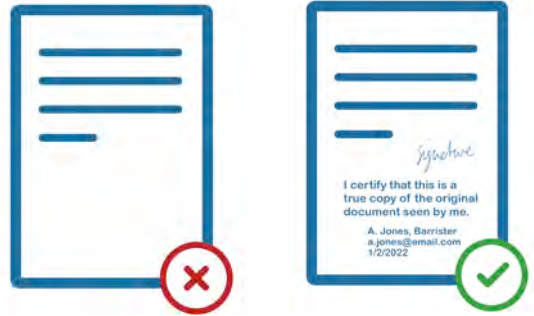 signature
I certify that this is a
true copy of the original
document seen by me.
A. Jones, Barrister
a.jones@email.com
1/2/2022